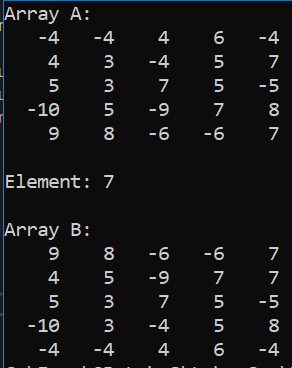 Array A:
-4 -4 4 6 -4
4 3 -4 5 7
5 3 7 5 -5
-10 5 -9 7 8
9 8 -6 -6 7
Element: 7
Array B:
9 8 -6 -6 7
4 5 -9 7 7
5 3 7 5 -5
-10 3 -4 5 8
-4 -4 4 6 -4